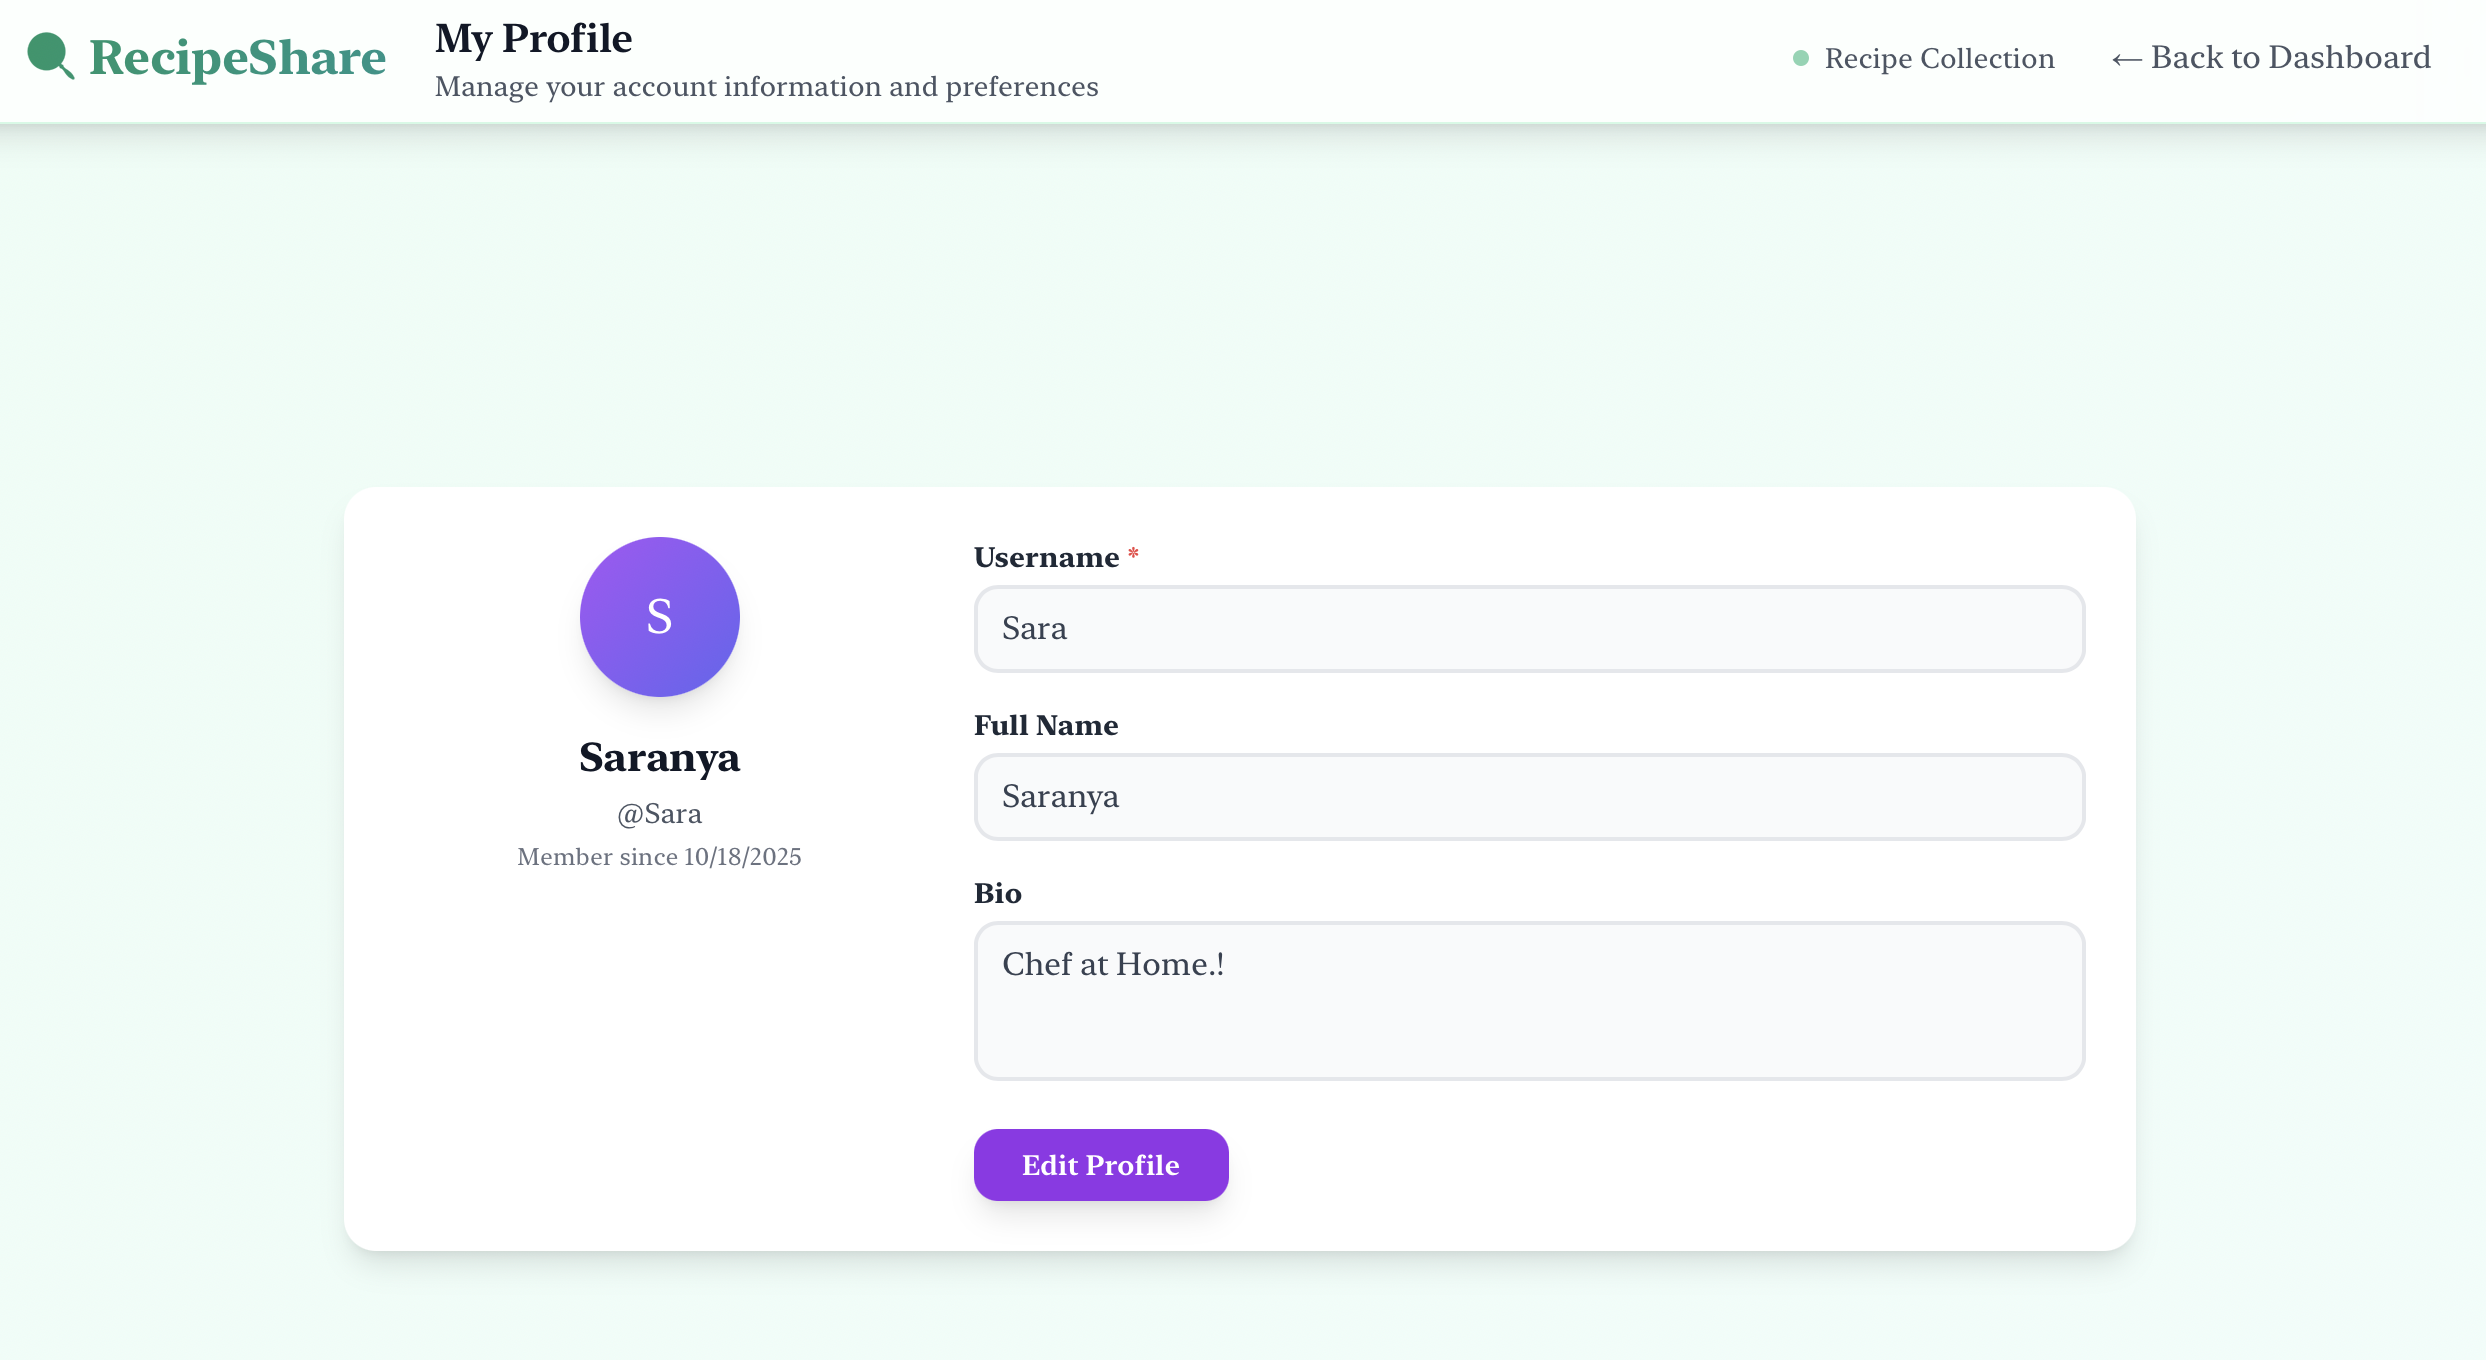 RecipeShare
My Profile
Manage your account information and preferences
Recipe Collection
← Back to Dashboard
S
Saranya
@Sara
Member since 10/18/2025
Username *
Sara
Full Name
Saranya
Bio
Chef at Home.!
Edit Profile